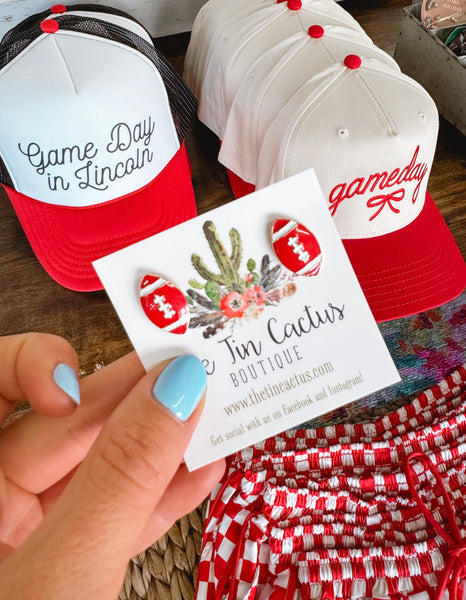 Game Day
in Lincoln
gameday
e Tin Cactus
BOUTIQUE
www.thetincactus.com
Get social with us on Facebook and Instagram!